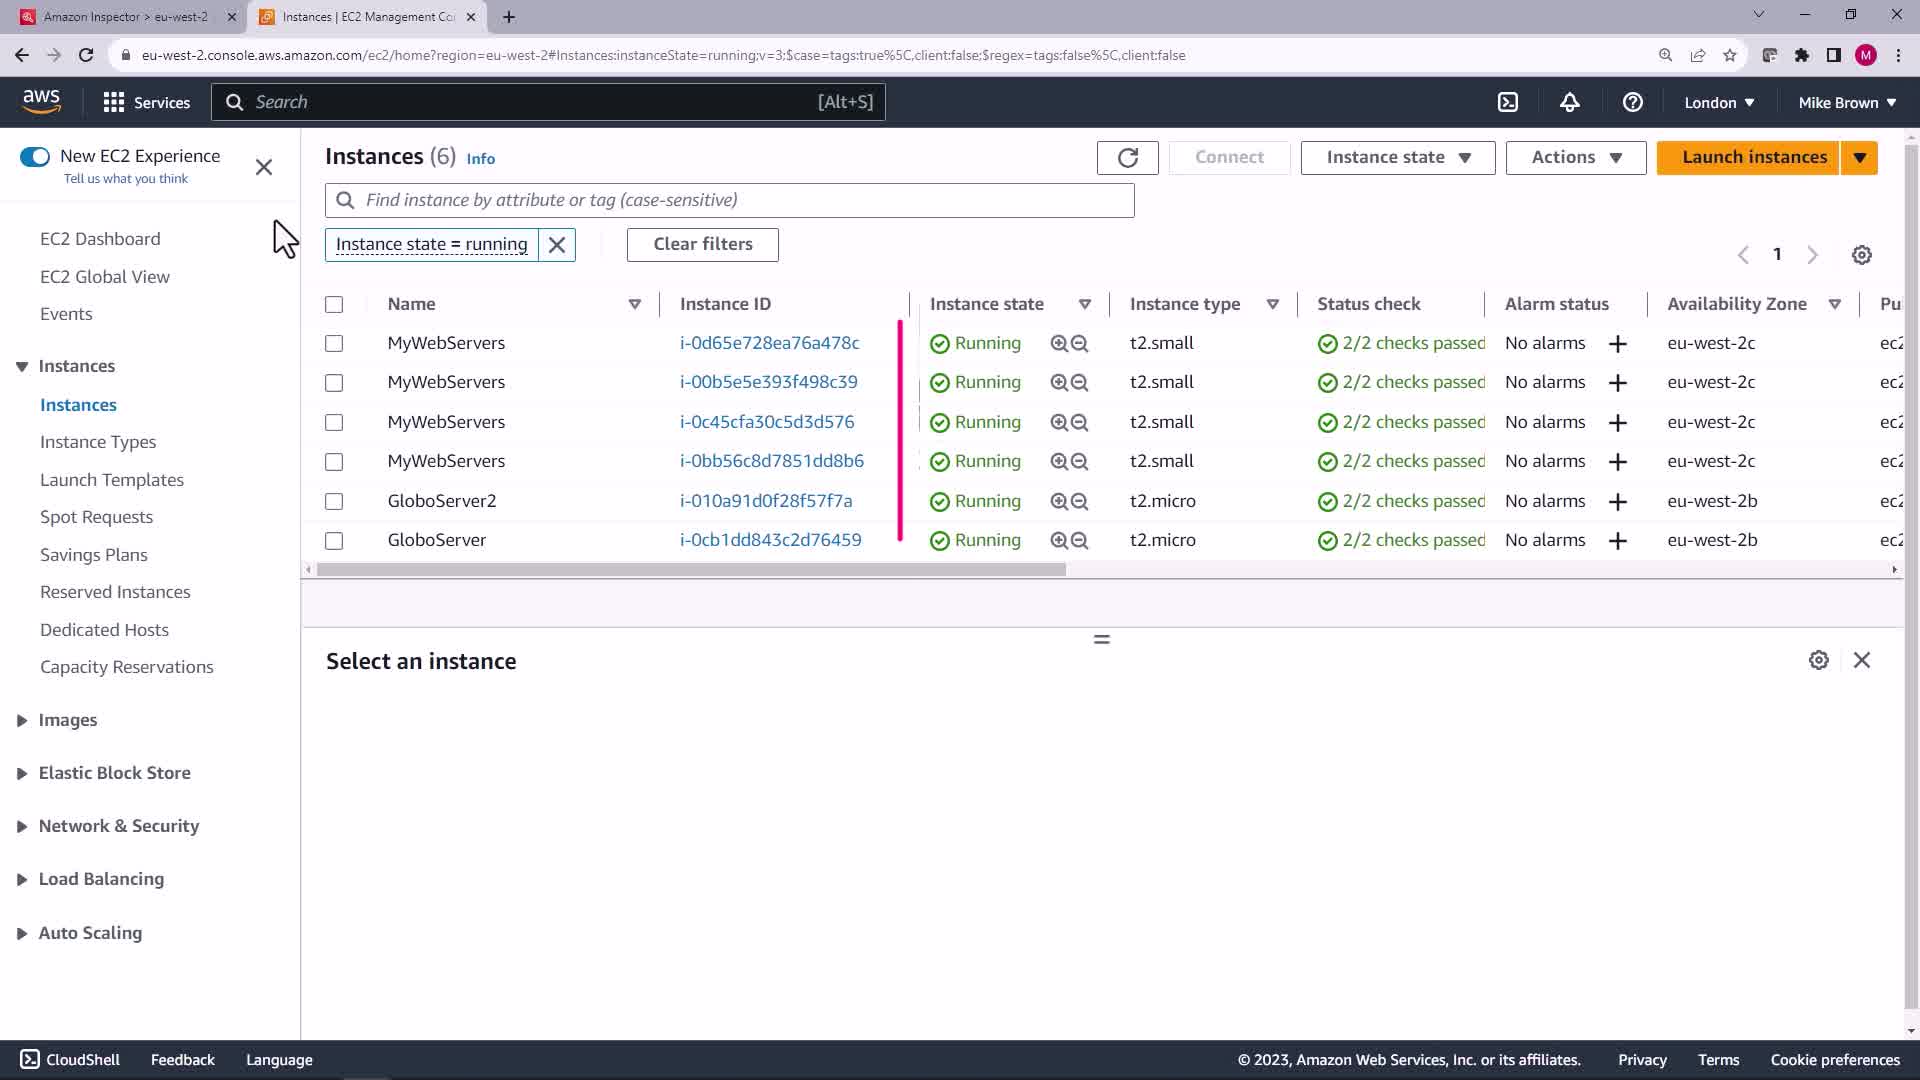 Amazon Inspector > eu-west-2
Instances | EC2 Management Co
eu-west-2.console.aws.amazon.com/ec2/home?region=eu-west-2#Instances:instanceState=running;v=3;$case=tags:true%5C,client:false;$regex=tags:false%5C,client:false
M
aws
Services
Search
[Alt+S]
London
Mike Brown
New EC2 Experience
Tell us what you think
EC2 Dashboard
EC2 Global View
Events
Instances
Instances
Instance Types
Launch Templates
Spot Requests
Savings Plans
Reserved Instances
Dedicated Hosts
Capacity Reservations
Images
Elastic Block Store
Network & Security
Load Balancing
Auto Scaling
Instances (6) Info
Connect
Instance state
Actions
Launch instances
Find instance by attribute or tag (case-sensitive)
Instance state = running
Clear filters
1
Name Instance ID Instance state Instance type Status check Alarm status Availability Zone Pu
MyWebServers i-0d65e728ea76a478c Running t2.small 2/2 checks passed No alarms + eu-west-2c ec2
MyWebServers i-00b5e5e393f498c39 Running t2.small 2/2 checks passed No alarms + eu-west-2c ec2
MyWebServers i-0c45cfa30c5d3d576 Running t2.small 2/2 checks passed No alarms + eu-west-2c ec2
MyWebServers i-0bb56c8d7851dd8b6 Running t2.small 2/2 checks passed No alarms + eu-west-2c ec2
GloboServer2 i-010a91d0f28f57f7a Running t2.micro 2/2 checks passed No alarms + eu-west-2b ec2
GloboServer i-0cb1dd843c2d76459 Running t2.micro 2/2 checks passed No alarms + eu-west-2b ec2
Select an instance
CloudShell
Feedback
Language
© 2023, Amazon Web Services, Inc. or its affiliates.
Privacy
Terms
Cookie preferences